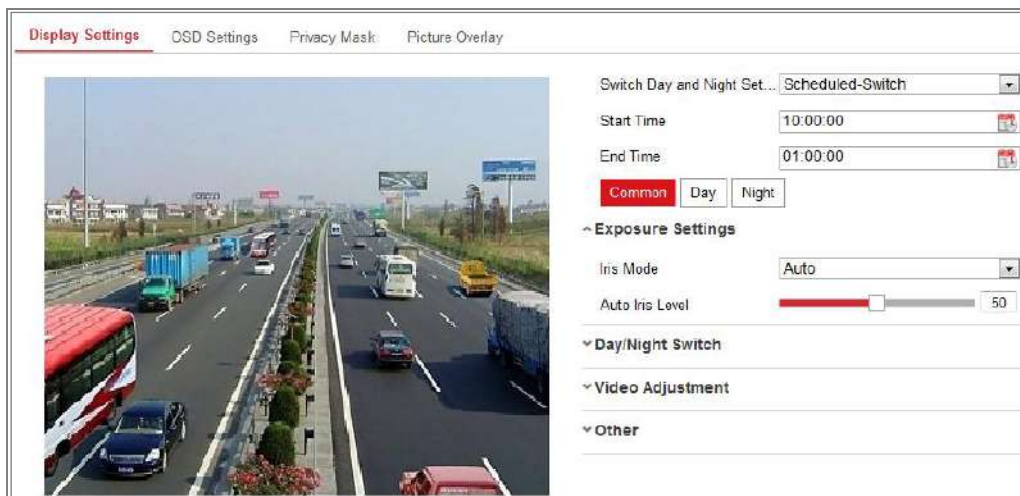 Display Settings OSD Settings Privacy Mask Picture Overlay
Switch Day and Night Set... Scheduled-Switch
Start Time 10:00:00
End Time 01:00:00
Common Day Night
Exposure Settings
Iris Mode Auto
Auto Iris Level 50
Day/Night Switch
Video Adjustment
Other